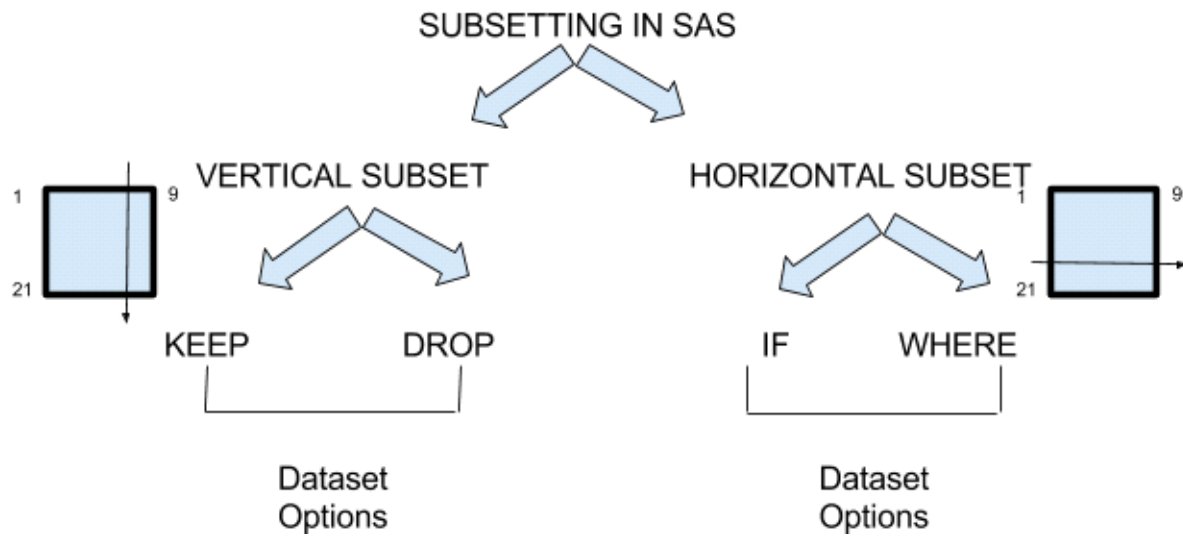 SUBSETTING IN SAS
VERTICAL SUBSET
HORIZONTAL SUBSET
1
9
21
1
9
21
KEEP
DROP
IF
WHERE
Dataset
Options
Dataset
Options